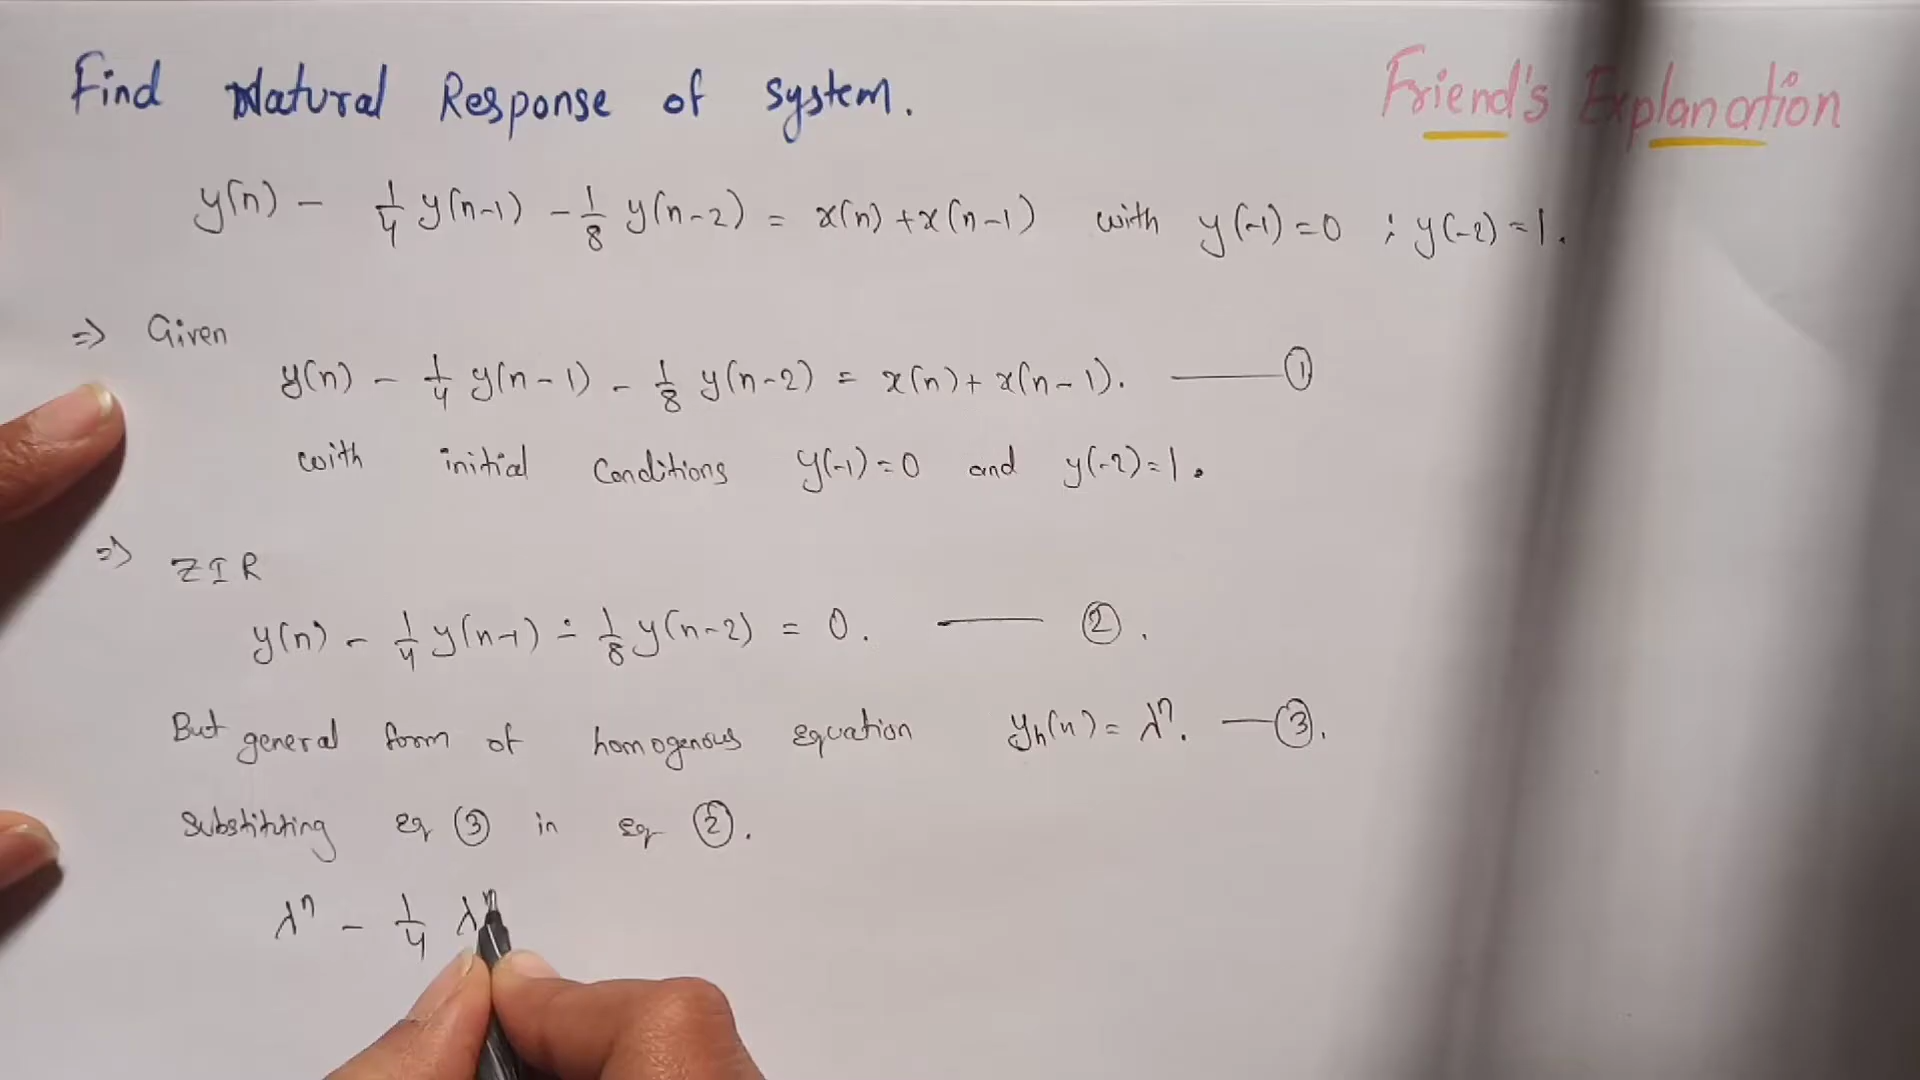 Find Natural Response of system.
Friend's Explanation
y(n) - 1/4 y(n-1) - 1/8 y(n-2) = x(n) + x(n-1) with y(-1)=0 ; y(-2)=1.
=> Given
y(n) - 1/4 y(n-1) - 1/8 y(n-2) = x(n) + x(n-1). —— ①
with initial Conditions y(-1)=0 and y(-2)=1.
=> ZIR
y(n) - 1/4 y(n-1) - 1/8 y(n-2) = 0. —— ②.
But general form of homogenous equation yₕ(n) = λⁿ. —— ③.
Substituting eq ③ in eq ②.
λⁿ - 1/4 λⁿ